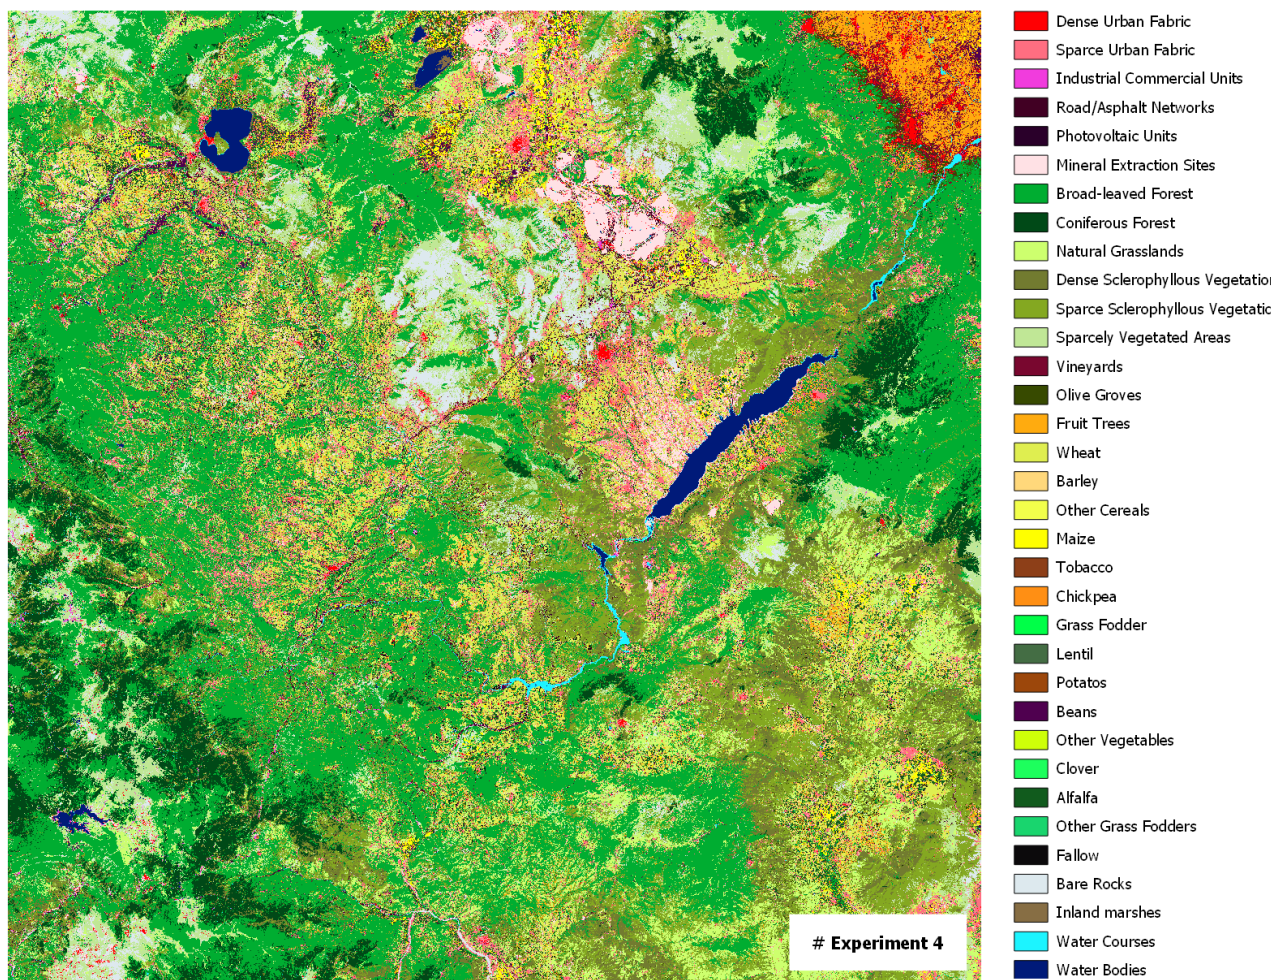 Dense Urban Fabric
Sparce Urban Fabric
Industrial Commercial Units
Road/Asphalt Networks
Photovoltaic Units
Mineral Extraction Sites
Broad-leaved Forest
Coniferous Forest
Natural Grasslands
Dense Sclerophyllous Vegetation
Sparce Sclerophyllous Vegetatic
Sparcely Vegetated Areas
Vineyards
Olive Groves
Fruit Trees
Wheat
Barley
Other Cereals
Maize
Tobacco
Chickpea
Grass Fodder
Lentil
Potatos
Beans
Other Vegetables
Clover
Alfalfa
Other Grass Fodders
Fallow
Bare Rocks
Inland marshes
Water Courses
Water Bodies
# Experiment 4